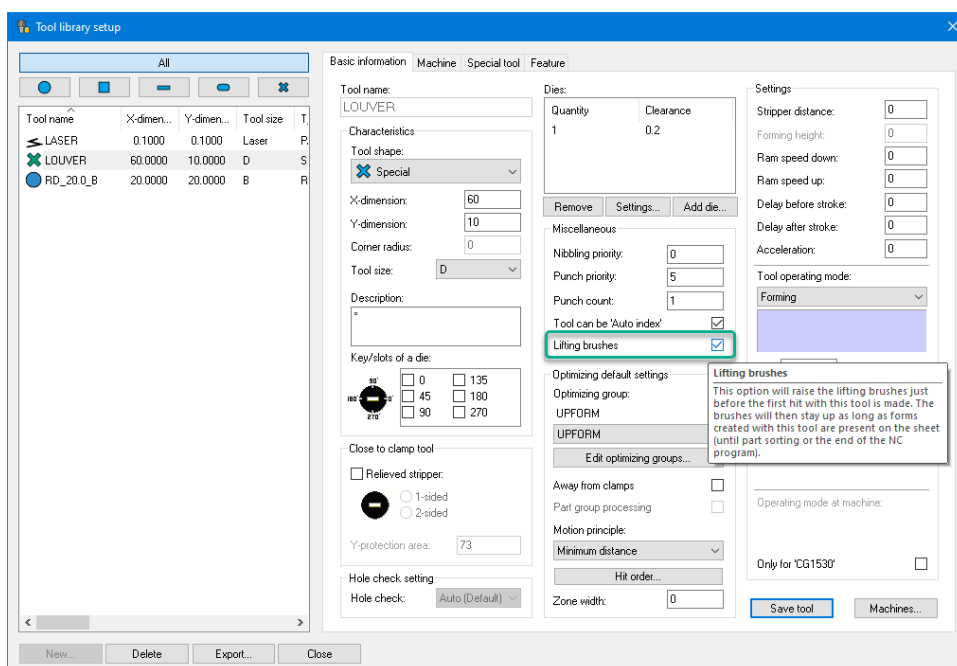 Tool library setup
All
Tool name X-dimen... Y-dimen... Tool size T
LASER 0.1000 0.1000 Laser P.
LOUVER 60.0000 10.0000 D S
RD_20.0_B 20.0000 20.0000 B R
New... Delete Export... Close
Basic information Machine Special tool Feature
Tool name:
LOUVER
Characteristics
Tool shape:
Special
X-dimension: 60
Y-dimension: 10
Corner radius: 0
Tool size: D
Description:
×
Key/slots of a die:
90°
180° 0°
270°
0 135
45 180
90 270
Close to clamp tool
Relieved stripper:
1-sided
2-sided
Y-protection area: 73
Hole check setting
Hole check: Auto (Default)
Dies:
Quantity Clearance
1 0.2
Remove Settings... Add die...
Miscellaneous
Nibbling priority: 0
Punch priority: 5
Punch count: 1
Tool can be 'Auto index'
Lifting brushes
Optimizing default settings
Optimizing group:
UPFORM
UPFORM
Edit optimizing groups...
Away from clamps
Part group processing
Motion principle:
Minimum distance
Hit order...
Zone width: 0
Settings
Stripper distance: 0
Forming height: 0
Ram speed down: 0
Ram speed up: 0
Delay before stroke: 0
Delay after stroke: 0
Acceleration: 0
Tool operating mode:
Forming
Lifting brushes
This option will raise the lifting brushes just
before the first hit with this tool is made. The
brushes will then stay up as long as forms
created with this tool are present on the sheet
(until part sorting or the end of the NC
program).
Operating mode at machine:
Only for 'CG1530'
Save tool Machines...